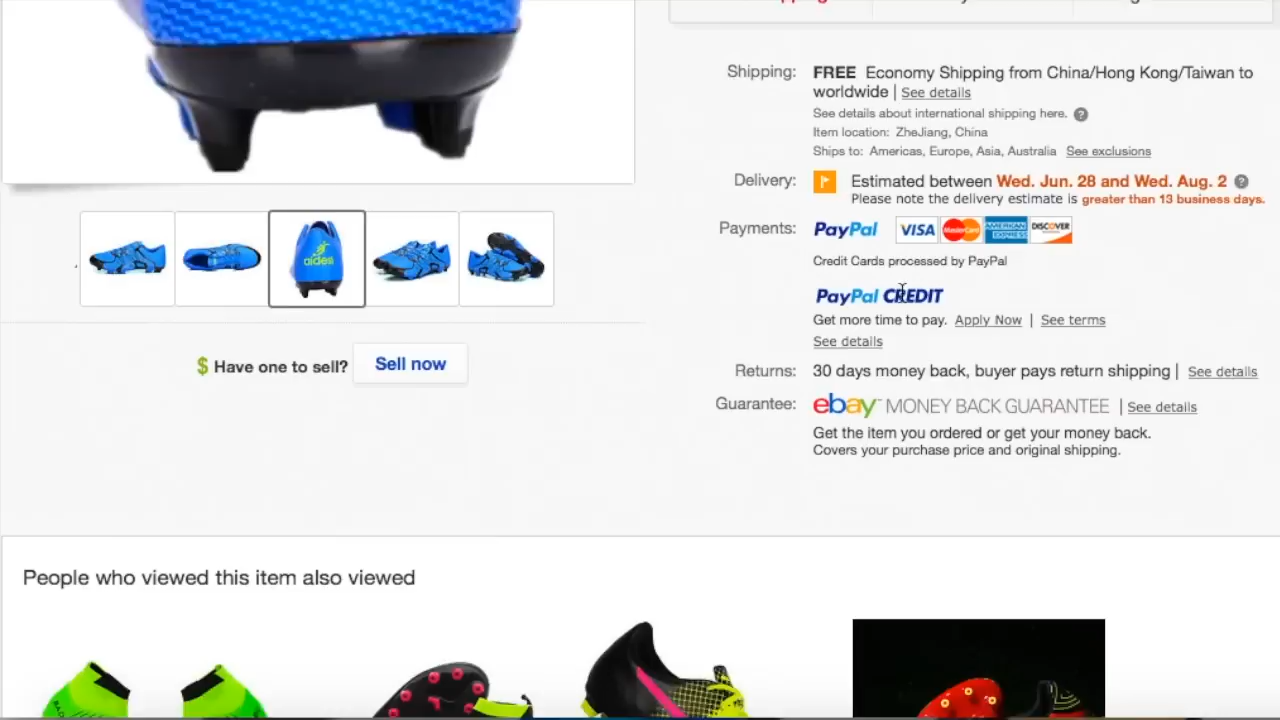 Shipping: FREE Economy Shipping from China/Hong Kong/Taiwan to
worldwide | See details
See details about international shipping here. ?
Item location: ZheJiang, China
Ships to: Americas, Europe, Asia, Australia See exclusions
Delivery: Estimated between Wed. Jun. 28 and Wed. Aug. 2 ?
Please note the delivery estimate is greater than 13 business days.
Payments: PayPal VISA MasterCard AMERICAN EXPRESS DISCOVER
Credit Cards processed by PayPal
PayPal CREDIT
Get more time to pay. Apply Now | See terms
See details
Returns: 30 days money back, buyer pays return shipping | See details
Guarantee: ebay MONEY BACK GUARANTEE | See details
Get the item you ordered or get your money back.
Covers your purchase price and original shipping.
$ Have one to sell? Sell now
People who viewed this item also viewed